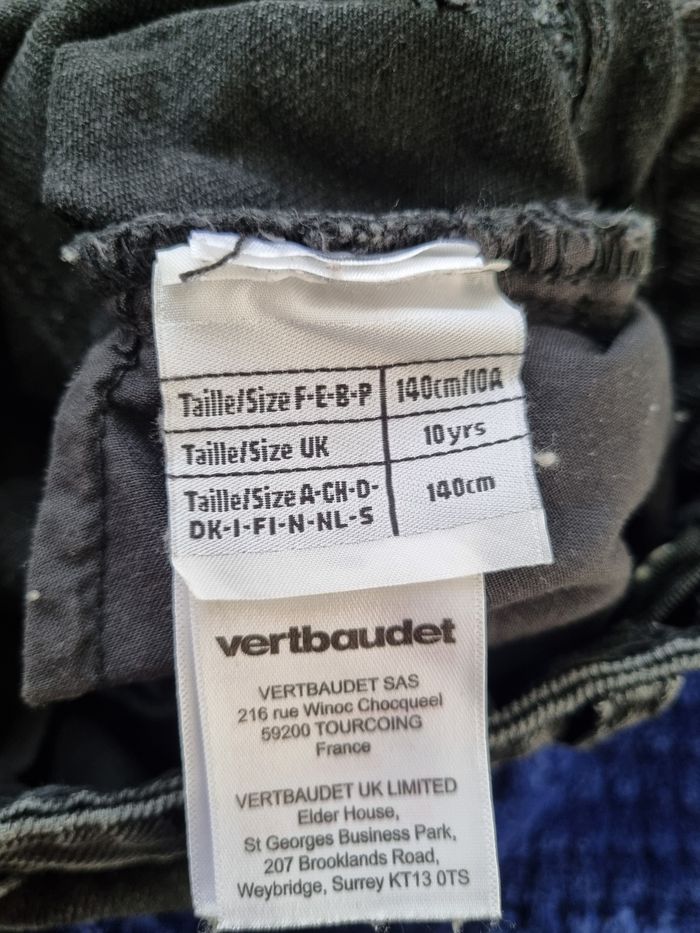 Taille/Size F-E-B-P 140cm/10A
Taille/Size UK 10yrs
Taille/Size A-CH-D- 140cm
DK-I-FI-N-NL-S
vertbaudet
VERTBAUDET SAS
216 rue Winoc Chocqueel
59200 TOURCOING
France
VERTBAUDET UK LIMITED
Elder House,
St Georges Business Park,
207 Brooklands Road,
Weybridge, Surrey KT13 0TS